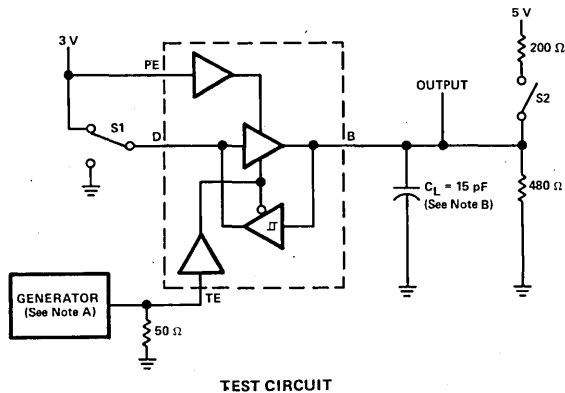 5 V
3 V
200 Ω
PE
OUTPUT
S2
S1
D
B
C_L = 15 pF
(See Note B)
480 Ω
GENERATOR
(See Note A)
TE
50 Ω
TEST CIRCUIT